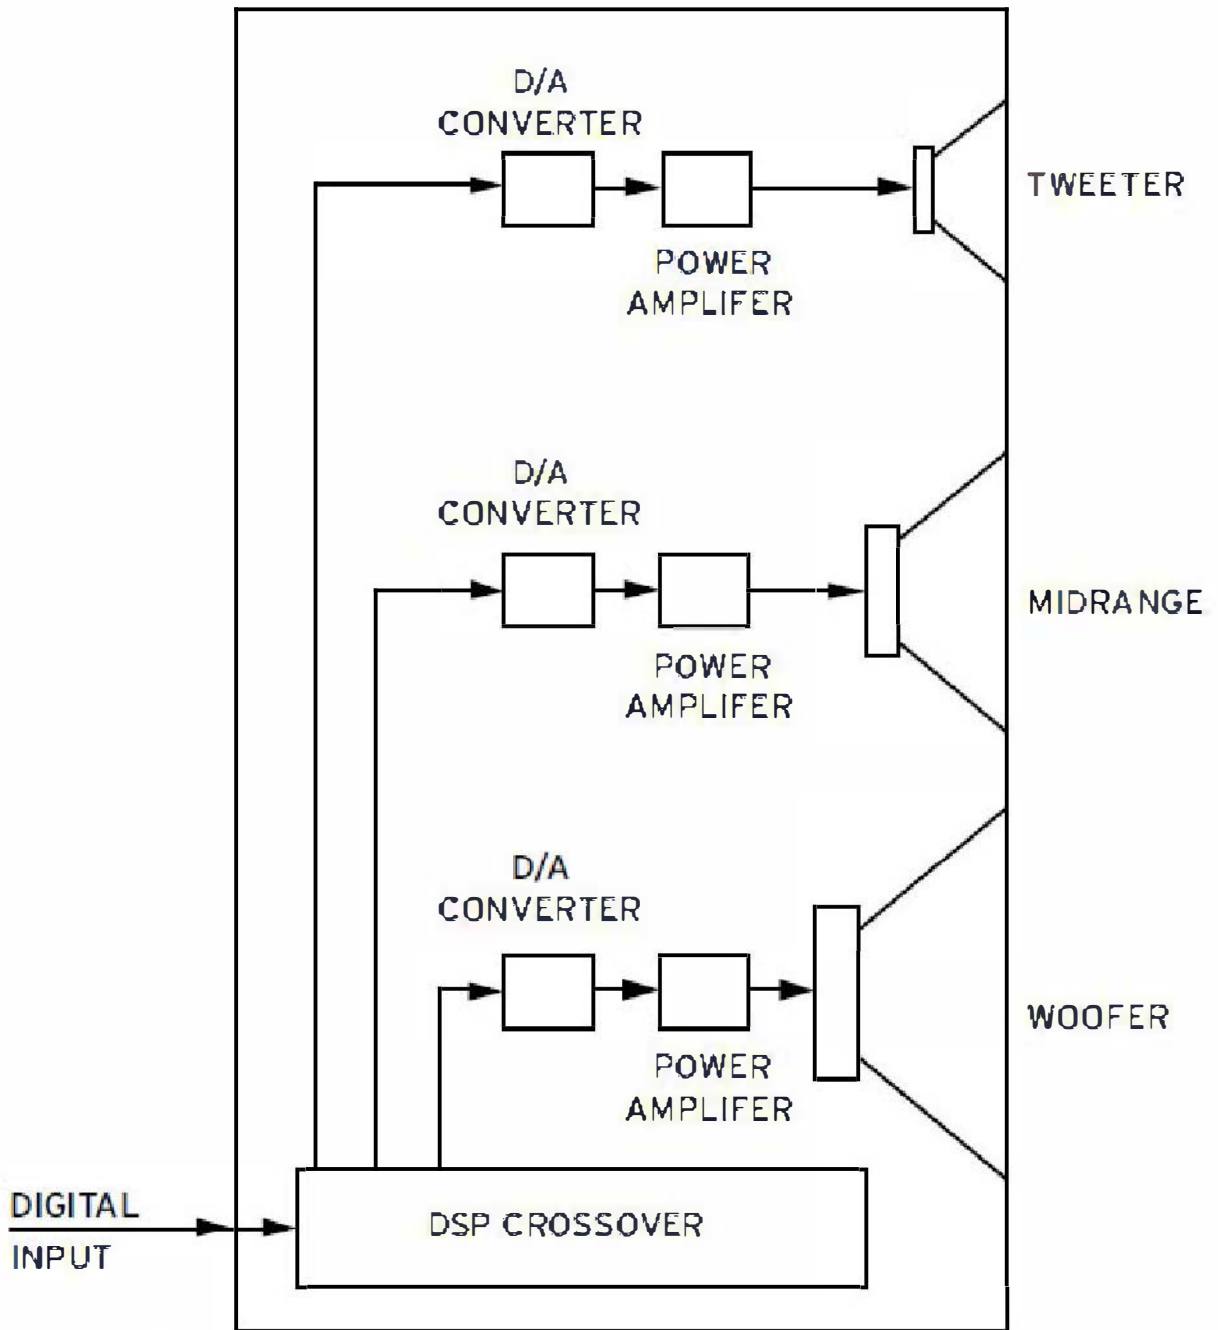 D/A
CONVERTER
TWEETER
POWER
AMPLIFER
D/A
CONVERTER
MIDRANGE
POWER
AMPLIFER
D/A
CONVERTER
WOOFER
POWER
AMPLIFER
DIGITAL
INPUT
DSP CROSSOVER